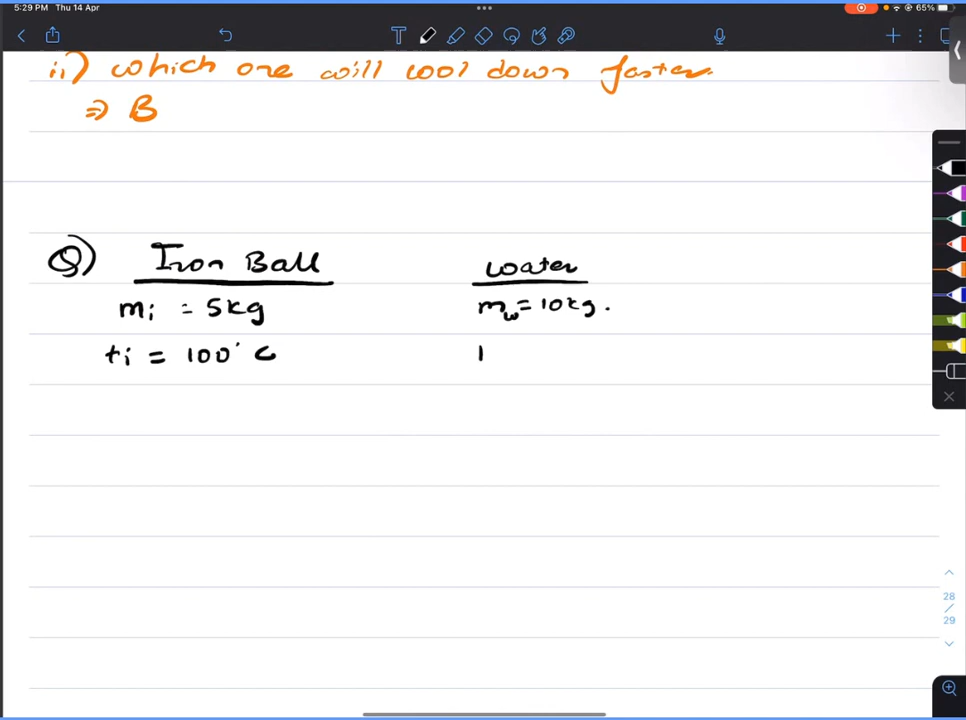 5:29 PM Thu 14 Apr 65%
ii) which one will cool down faster.
⇒ B
Q) Iron Ball water
mi = 5kg mw = 10kg.
ti = 100° C
28
/
29